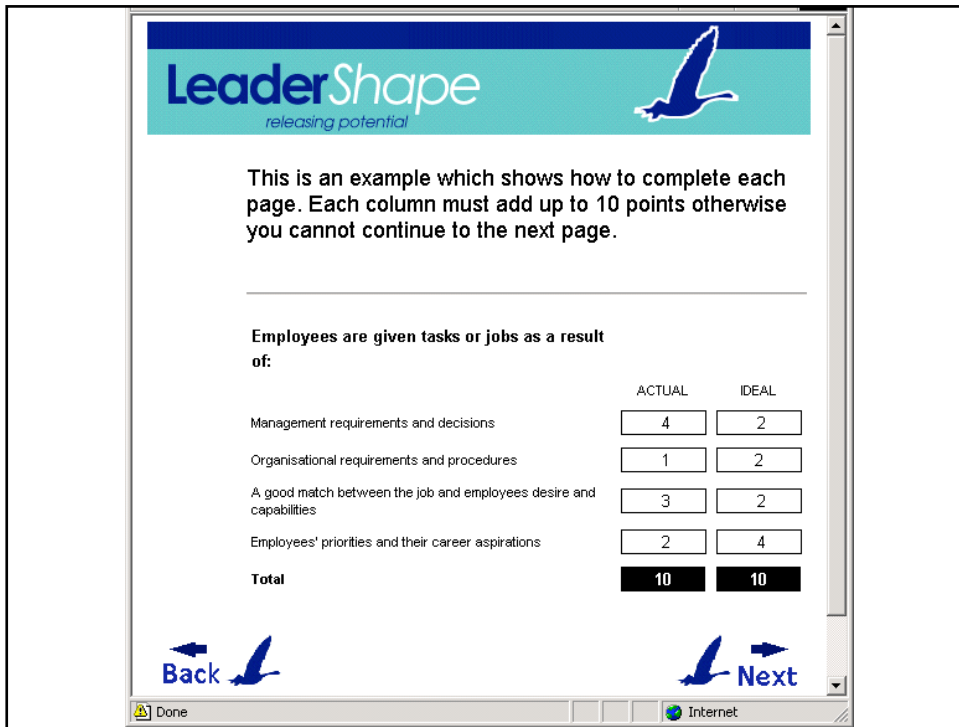 LeaderShape
releasing potential
This is an example which shows how to complete each
page. Each column must add up to 10 points otherwise
you cannot continue to the next page.
Employees are given tasks or jobs as a result
of:
ACTUAL IDEAL
Management requirements and decisions 4 2
Organisational requirements and procedures 1 2
A good match between the job and employees desire and
capabilities 3 2
Employees' priorities and their career aspirations 2 4
Total 10 10
Back Next
Done Internet